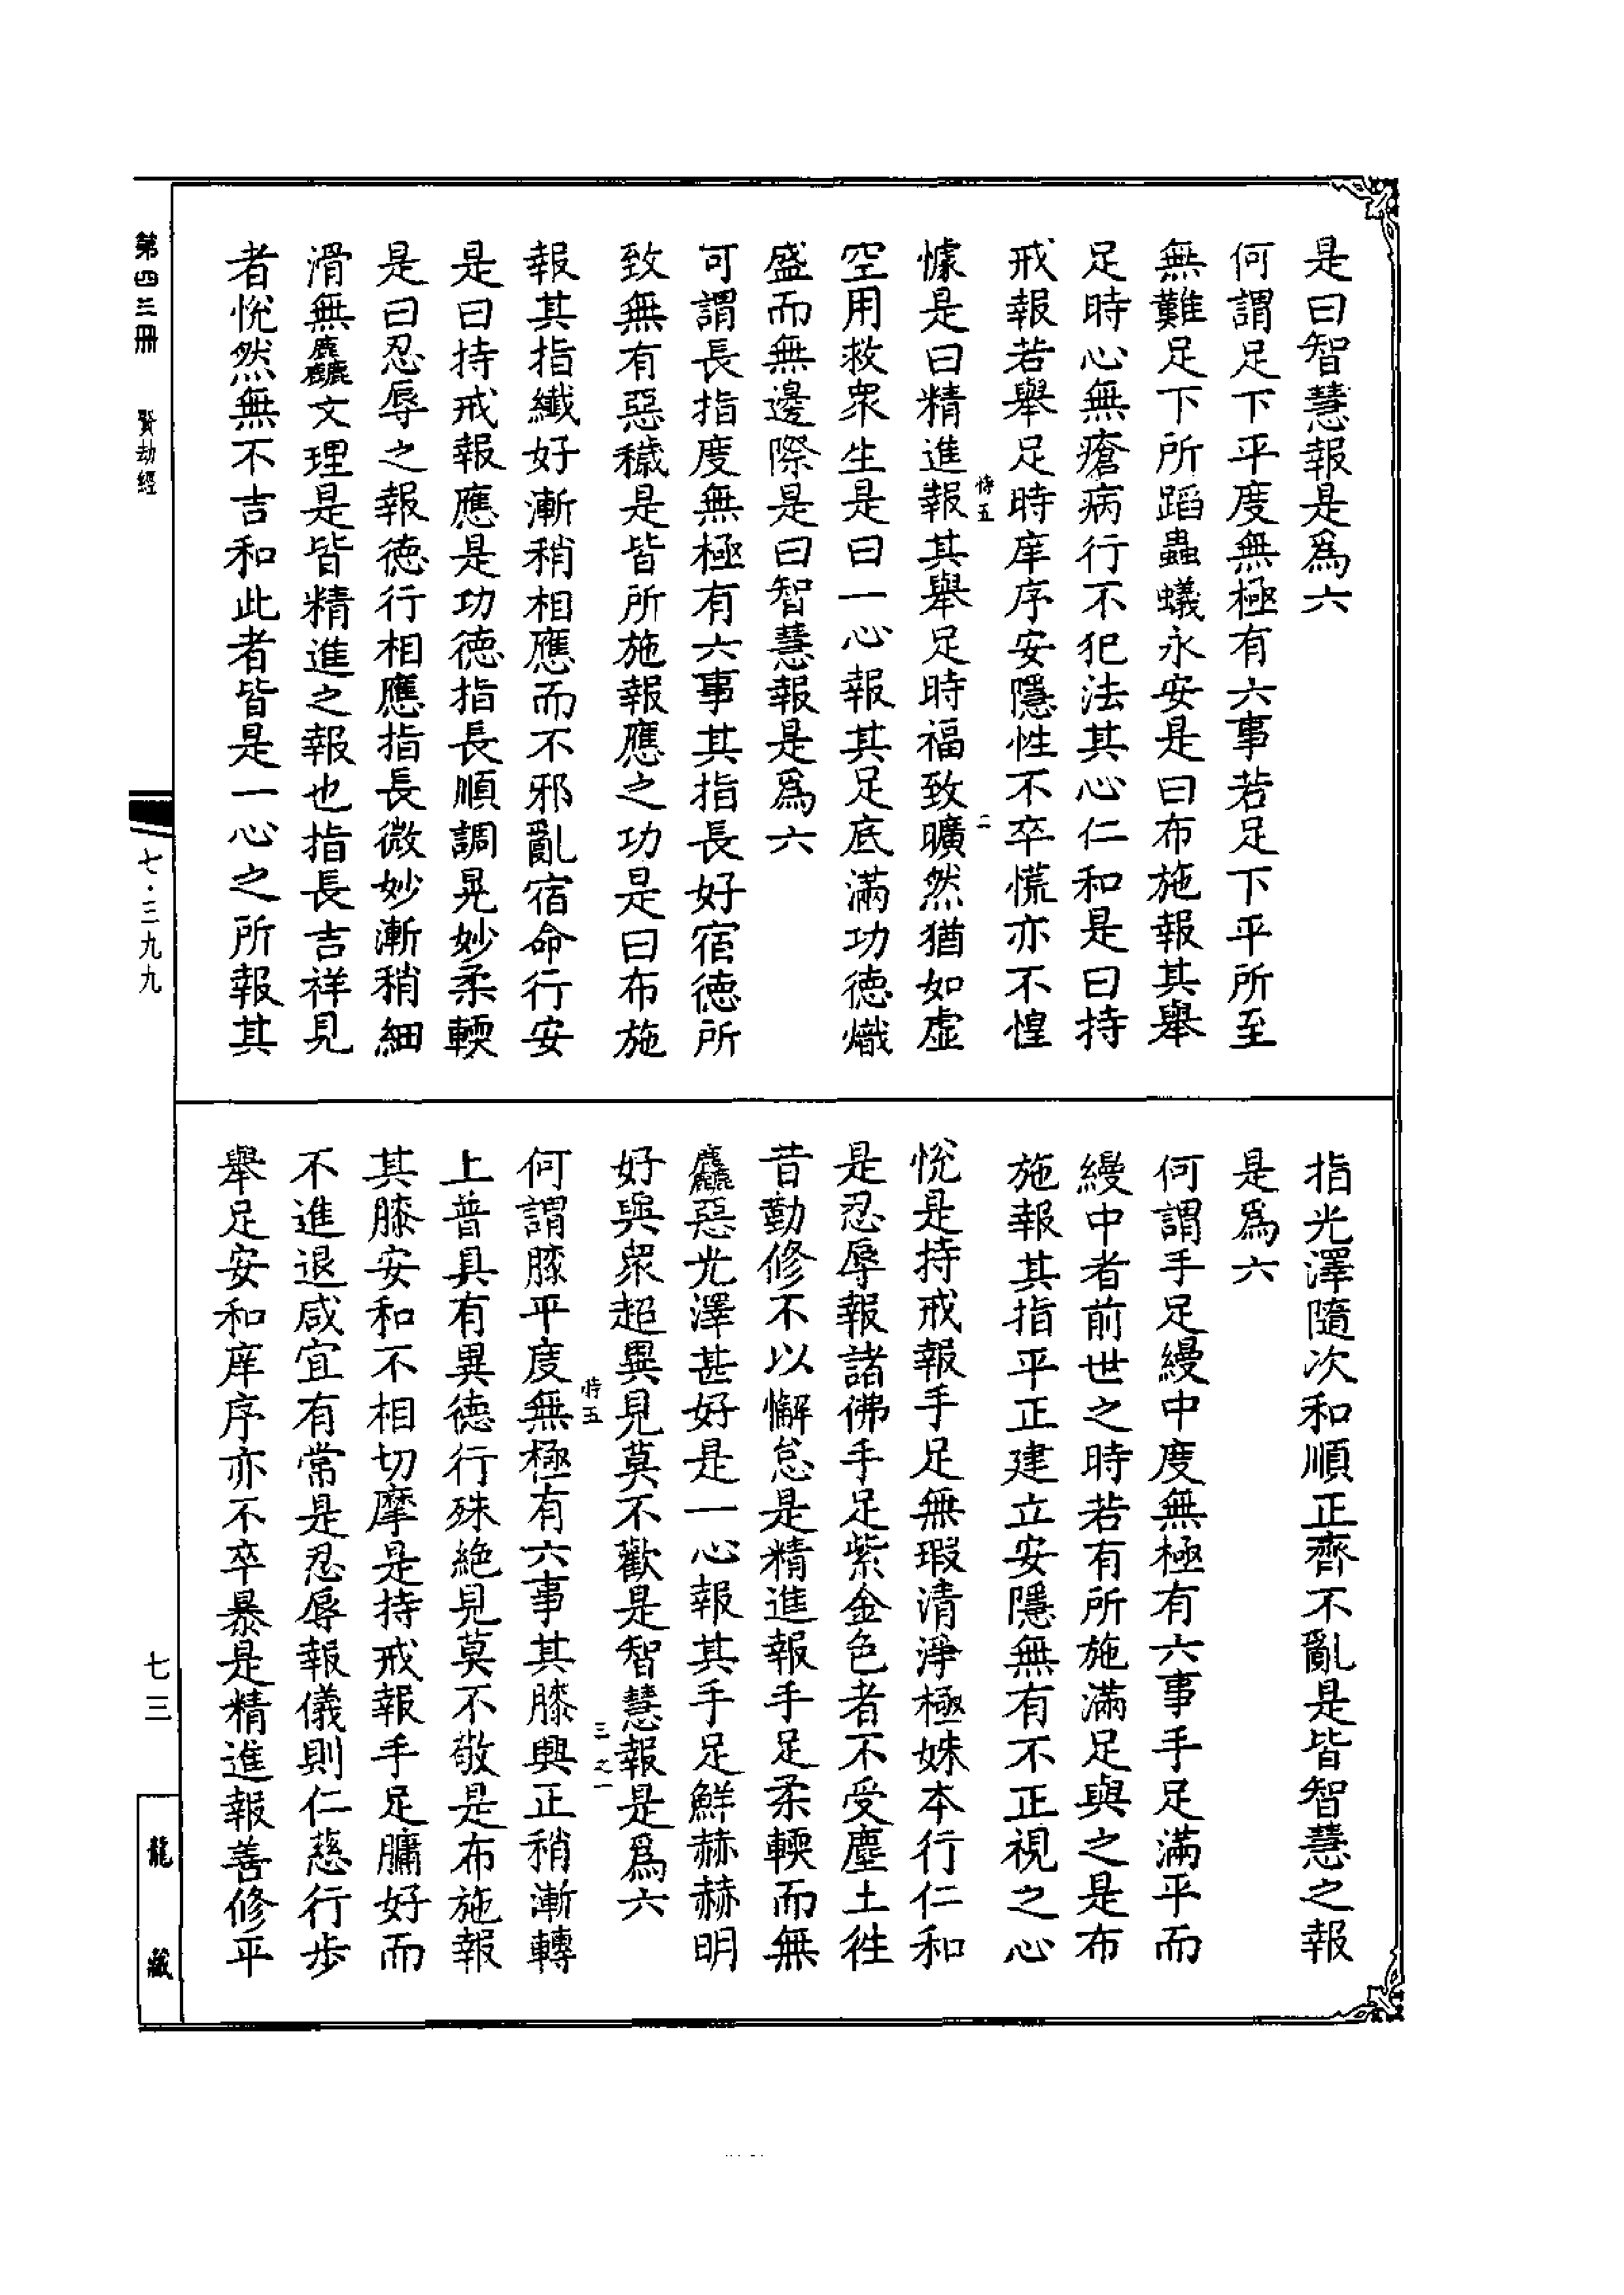 是曰智慧報是爲六
何謂足下平度無極有六事若足下平所至
無難足下所蹈蟲蟻永安是曰布施報其舉
足時心無瘡病行不犯法其心仁和是曰持
戒報若舉足時庠序安隱性不卒慌亦不惶
懅是曰精進報其舉足時福致曠然猶如虛
空用救衆生是曰一心報其足底滿功德熾
盛而無邊際是曰智慧報是爲六
可謂長指度無極有六事其指長好宿德所
致無有惡穢是皆所施報應之功是曰布施
報其指纖好漸稍相應而不邪亂宿命行安
是曰持戒報應是功德指長順調晃妙柔輭
是曰忍辱之報德行相應指長微妙漸稍細
滑無麤文理是皆精進之報也指長吉祥見
者悅然無不吉和此者皆是一心之所報其
指光澤隨次和順正齊不亂是皆智慧之報
是爲六
何謂手足縵中度無極有六事手足滿平而
縵中者前世之時若有所施滿足與之是布
施報其指平正建立安隱無有不正視之心
悅是持戒報手足無瑕清淨極姝本行仁和
是忍辱報諸佛手足紫金色者不受塵土往
昔勤修不以懈怠是精進報手足柔輭而無
麤惡光澤甚好是一心報其手足鮮赫赫明
好與衆超異見莫不歡是智慧報是爲六
何謂膝平度無極有六事其膝興正稍漸轉
上普具有異德行殊絶見莫不敬是布施報
其膝安和不相切摩是持戒報手足牅好而
不進退咸宜有常是忍辱報儀則仁慈行步
舉足安和庠序亦不卒暴是精進報善修平
恃五
二
恃五
三之一
第四三冊
賢劫經
七·三九九
七三
龍藏